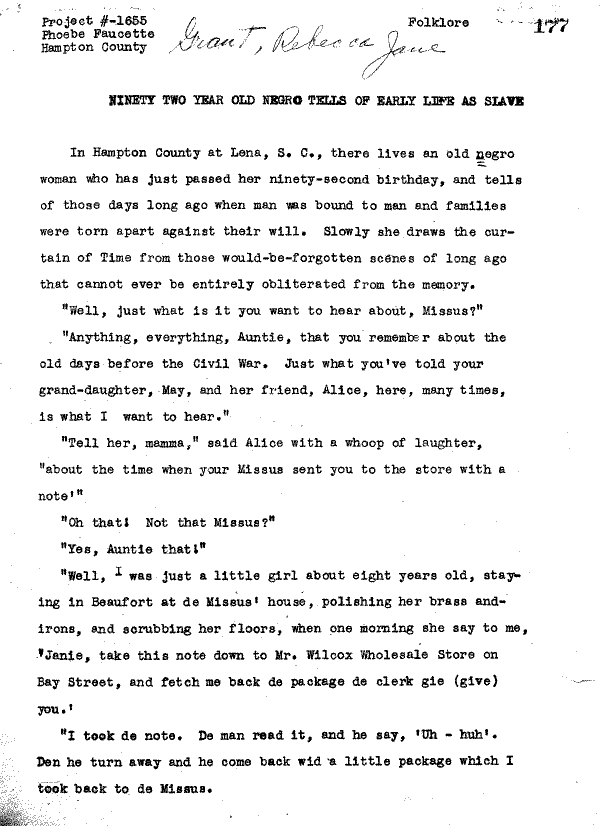 Project #-1655
Phoebe Faucette
Hampton County
Grant, Rebecca Jane
Folklore
177
NINETY TWO YEAR OLD NEGRO TELLS OF EARLY LIFE AS SLAVE
In Hampton County at Lena, S. C., there lives an old negro
woman who has just passed her ninety-second birthday, and tells
of those days long ago when man was bound to man and families
were torn apart against their will. Slowly she draws the cur-
tain of Time from those would-be-forgotten scenes of long ago
that cannot ever be entirely obliterated from the memory.
"Well, just what is it you want to hear about, Missus?"
"Anything, everything, Auntie, that you remember about the
old days before the Civil War. Just what you've told your
grand-daughter, May, and her friend, Alice, here, many times,
is what I want to hear."
"Tell her, mamma," said Alice with a whoop of laughter,
"about the time when your Missus sent you to the store with a
note'"
"Oh that! Not that Missus?"
"Yes, Auntie that!"
"Well, I was just a little girl about eight years old, stay-
ing in Beaufort at de Missus' house, polishing her brass and-
irons, and scrubbing her floors, when one morning she say to me,
'Janie, take this note down to Mr. Wilcox Wholesale Store on
Bay Street, and fetch me back de package de clerk gie (give)
you.'
"I took de note. De man read it, and he say, 'Uh - huh'.
Den he turn away and he come back wid a little package which I
took back to de Missus.